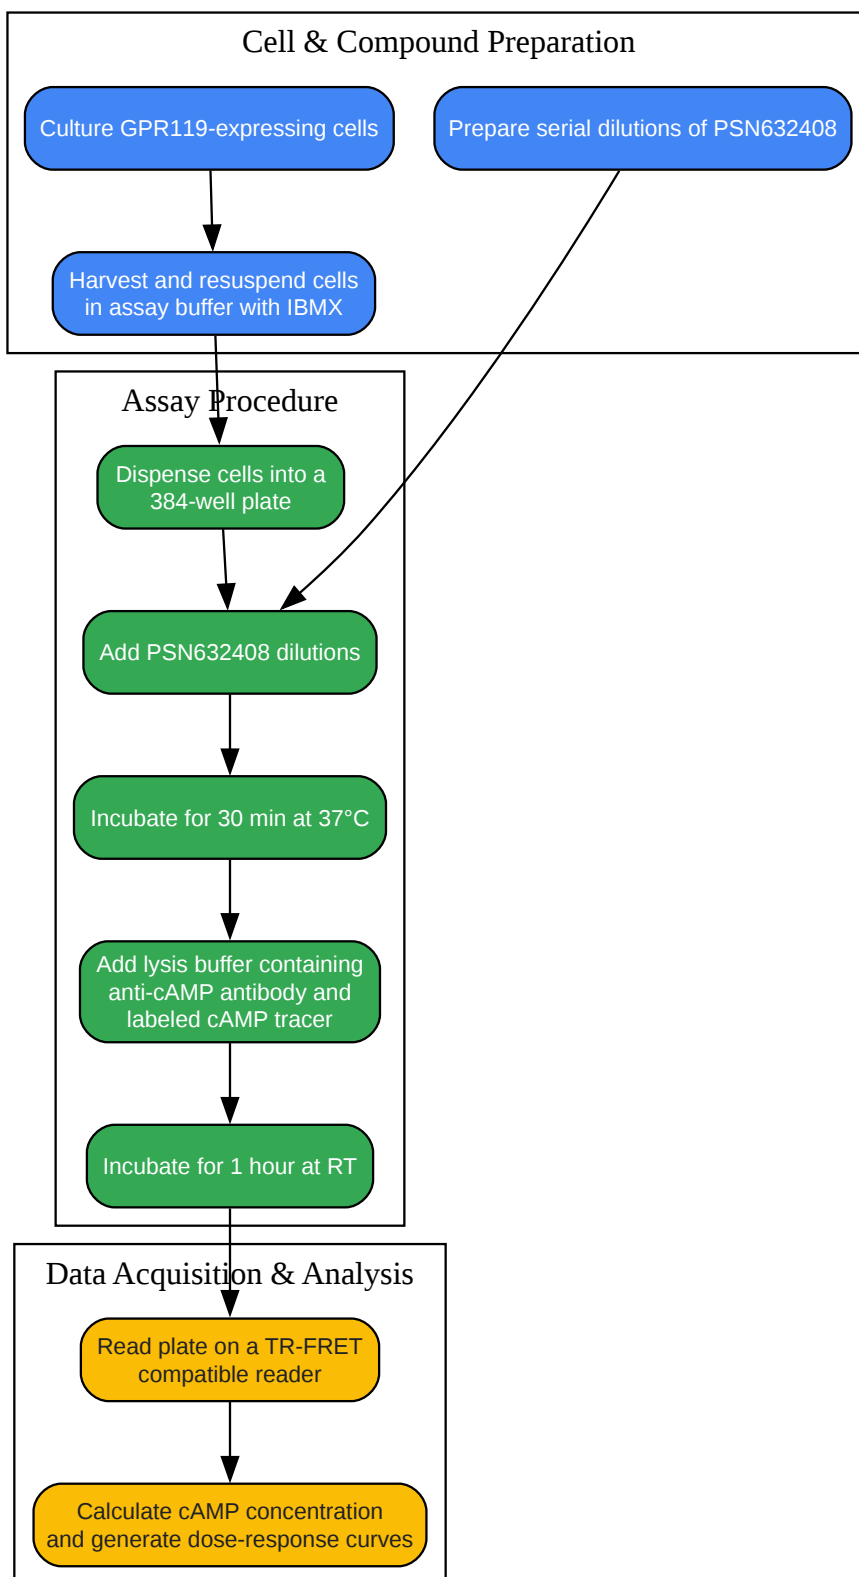 Cell & Compound Preparation
Culture GPR119-expressing cells
Prepare serial dilutions of PSN632408
Harvest and resuspend cells
in assay buffer with IBMX
Assay Procedure
Dispense cells into a
384-well plate
Add PSN632408 dilutions
Incubate for 30 min at 37°C
Add lysis buffer containing
anti-cAMP antibody and
labeled cAMP tracer
Incubate for 1 hour at RT
Data Acquisition & Analysis
Read plate on a TR-FRET
compatible reader
Calculate cAMP concentration
and generate dose-response curves